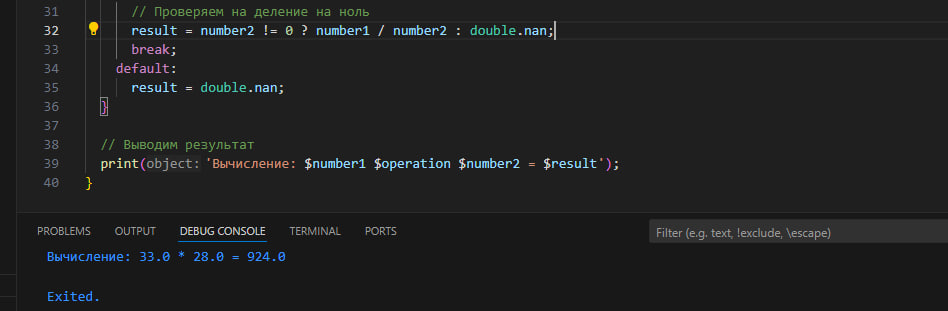 31 // Проверяем на деление на ноль
32 result = number2 != 0 ? number1 / number2 : double.nan;
33 break;
34 default:
35 result = double.nan;
36 }
37
38 // Выводим результат
39 print(object: 'Вычисление: $number1 $operation $number2 = $result');
40 }
PROBLEMS OUTPUT DEBUG CONSOLE TERMINAL PORTS Filter (e.g. text, !exclude, \escape)
Вычисление: 33.0 * 28.0 = 924.0
Exited.